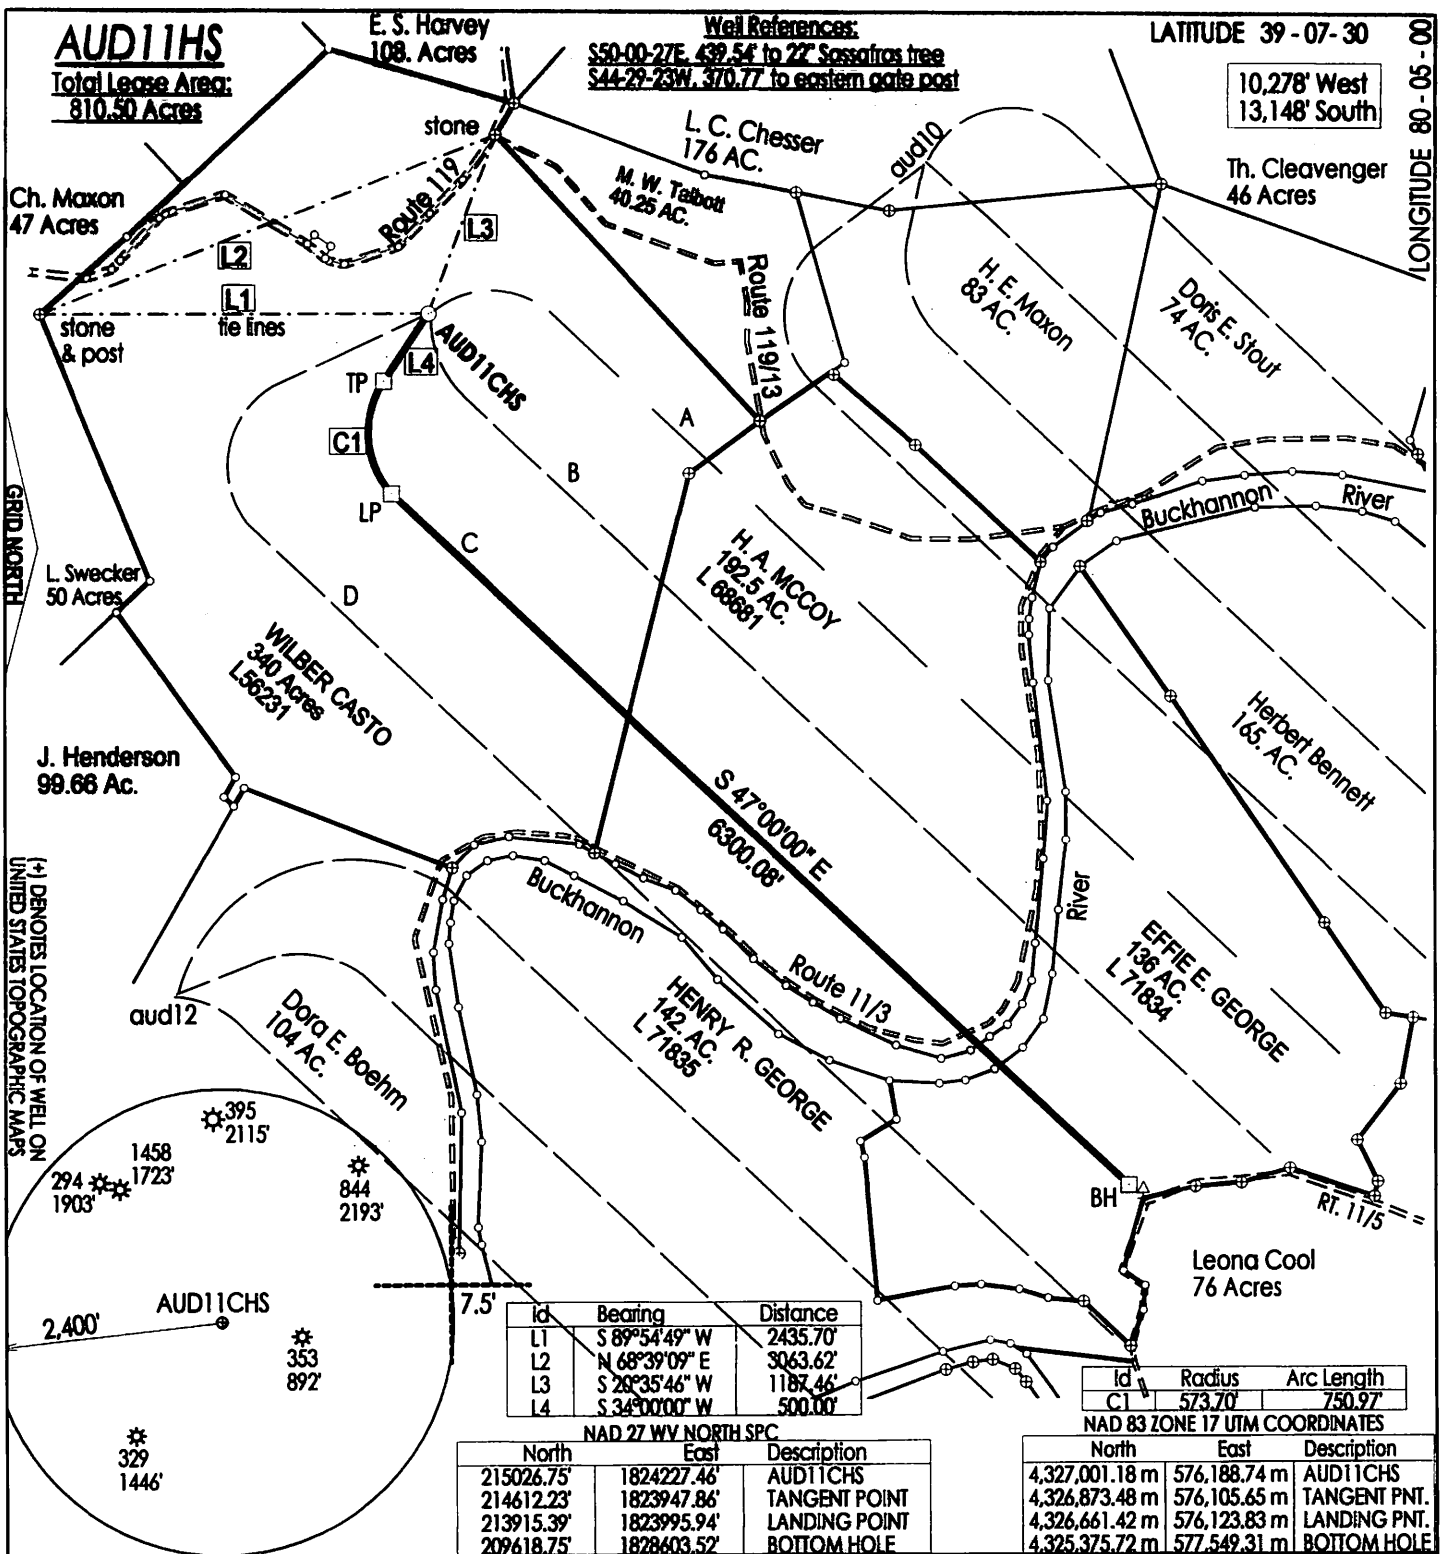 AUD11HS
Total Lease Area:
810.50 Acres
E. S. Harvey
108. Acres
Well References:
S50-00-27E, 439.54' to 22" Sassafras tree
S44-29-23W, 370.77' to eastern gate post
LATITUDE 39 - 07 - 30
LONGITUDE 80 - 05 - 00
10,278' West
13,148' South
stone
L. C. Chesser
176 AC.
aud10
Th. Cleavenger
46 Acres
Ch. Maxon
47 Acres
Route 119
M. W. Talbott
40.25 AC.
L3
L2
L1
tie lines
stone
& post
Route 119/13
H. E. Maxon
83 AC.
Doris E. Stout
74 AC.
AUD11CHS
L4
TP
C1
LP
A
B
C
D
GRID NORTH
L. Swecker
50 Acres
Buckhannon
River
H. A. MCCOY
192.5 AC.
L 68681
WILBER CASTO
340 Acres
L56231
Herbert Bennett
165. AC.
J. Henderson
99.66 Ac.
S 47°00'00" E
6300.08'
(+) DENOTES LOCATION OF WELL ON
UNITED STATES TOPOGRAPHIC MAPS
Buckhannon
River
Route 11/3
EFFIE E. GEORGE
136 AC.
L 71834
HENRY R. GEORGE
142. AC.
L 71835
aud12
Dora E. Boehm
104 AC.
395
2115'
1458
1723'
294
1903'
844
2193'
BH
RT. 11/5
Leona Cool
76 Acres
AUD11CHS
2,400'
353
892'
329
1446'
7.5'
Id Bearing Distance
L1 S 89°54'49" W 2435.70'
L2 N 68°39'09" E 3063.62'
L3 S 20°35'46" W 1187.46'
L4 S 34°00'00" W 500.00'
Id Radius Arc Length
C1 573.70' 750.97'
NAD 27 WV NORTH SPC
North East Description
215026.75' 1824227.46' AUD11CHS
214612.23' 1823947.86' TANGENT POINT
213915.39' 1823995.94' LANDING POINT
209618.75' 1828603.52' BOTTOM HOLE
NAD 83 ZONE 17 UTM COORDINATES
North East Description
4,327,001.18 m 576,188.74 m AUD11CHS
4,326,873.48 m 576,105.65 m TANGENT PNT.
4,326,661.42 m 576,123.83 m LANDING PNT.
4,325,375.72 m 577,549.31 m BOTTOM HOLE